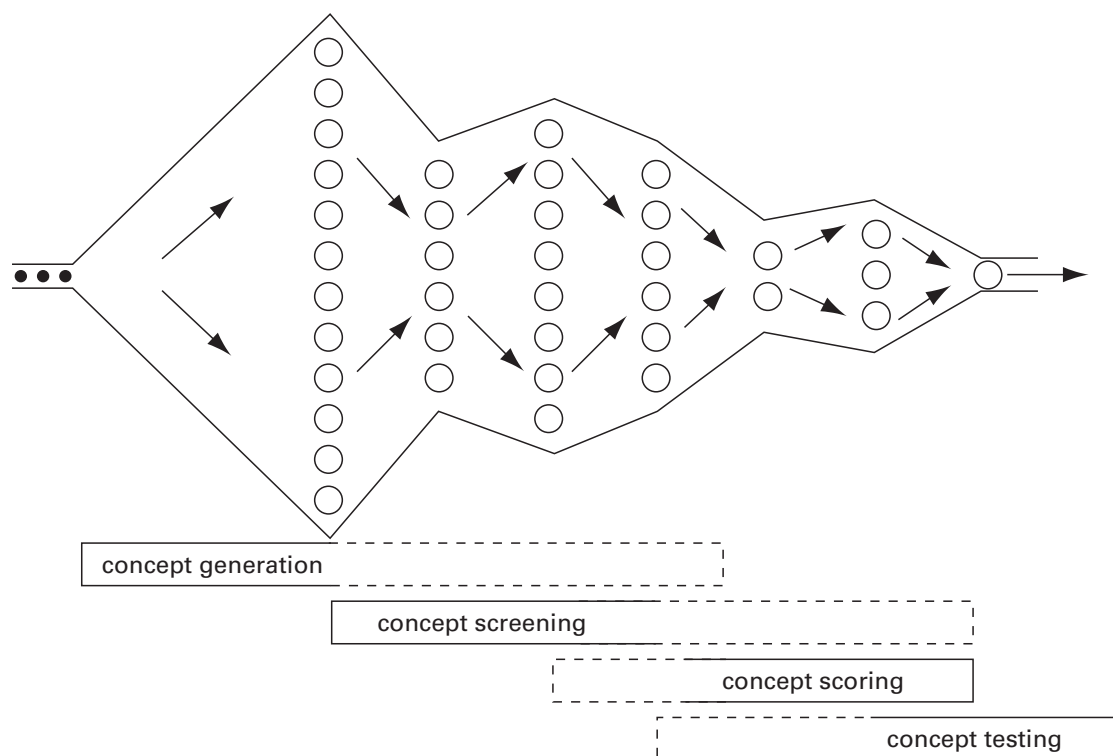 concept generation
concept screening
concept scoring
concept testing